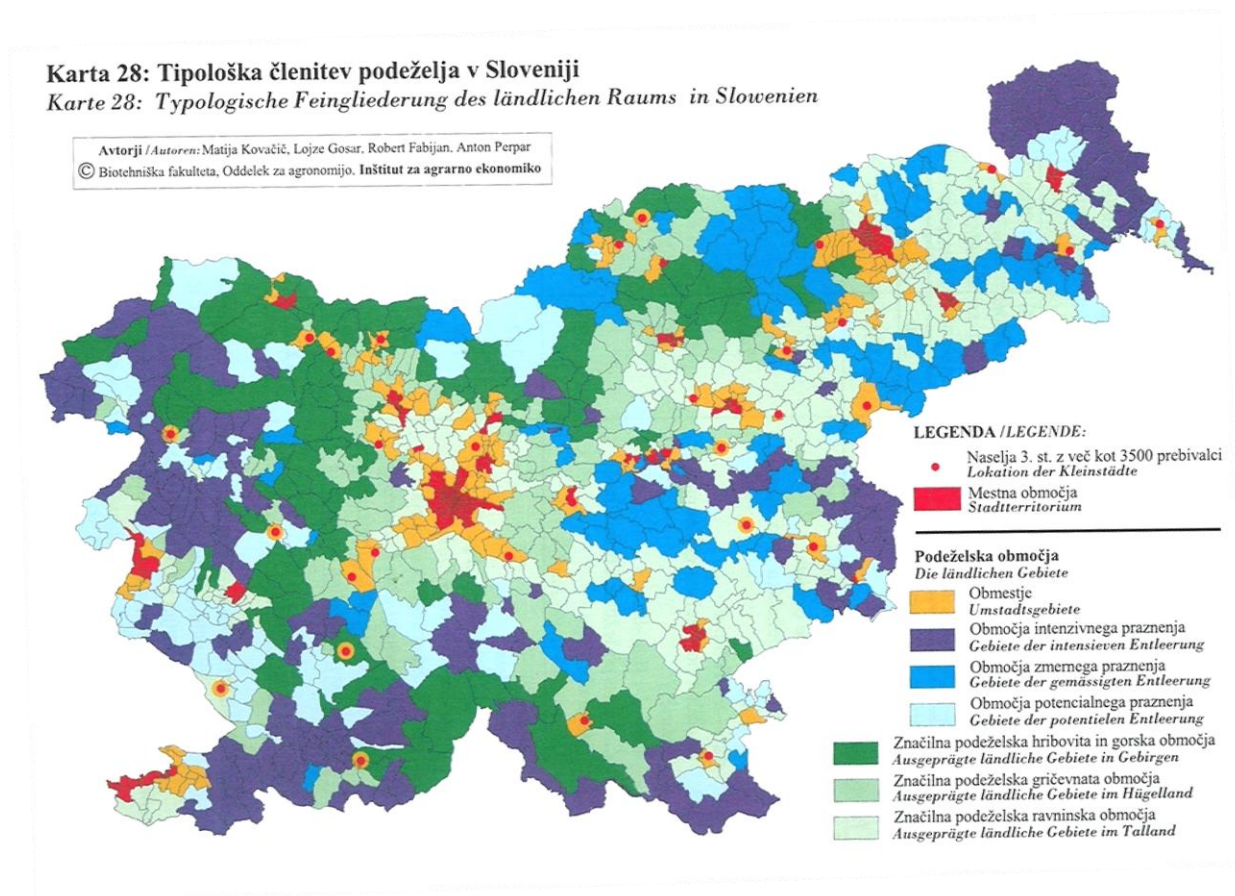 Karta 28: Tipološka členitev podeželja v Sloveniji
Karte 28: Typologische Feingliederung des ländlichen Raums in Slowenien
Avtorji /Autoren: Matija Kovačič, Lojze Gosar, Robert Fabijan, Anton Perpar
© Biotehniška fakulteta, Oddelek za agronomijo, Inštitut za agrarno ekonomiko
LEGENDA /LEGENDE:
Naselja 3. st. z več kot 3500 prebivalci
Lokation der Kleinstädte
Mestna območja
Stadtterritorium
Podeželska območja
Die ländlichen Gebiete
Obmestje
Umstadtsgebiete
Območja intenzivnega praznenja
Gebiete der intensieven Entleerung
Območja zmernega praznenja
Gebiete der gemässigten Entleerung
Območja potencialnega praznenja
Gebiete der potentielen Entleerung
Značilna podeželska hribovita in gorska območja
Ausgeprägte ländliche Gebiete in Gebirgen
Značilna podeželska gričevnata območja
Ausgeprägte ländliche Gebiete im Hügelland
Značilna podeželska ravninska območja
Ausgeprägte ländliche Gebiete im Talland